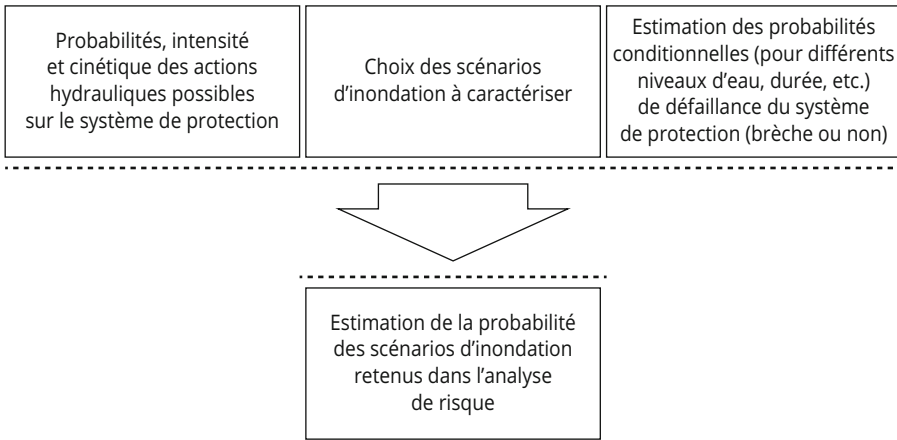 Probabilités, intensité
et cinétique des actions
hydrauliques possibles
sur le système de protection
Choix des scénarios
d’inondation à caractériser
Estimation des probabilités
conditionnelles (pour différents
niveaux d’eau, durée, etc.)
de défaillance du système
de protection (brèche ou non)
Estimation de la probabilité
des scénarios d’inondation
retenus dans l’analyse
de risque